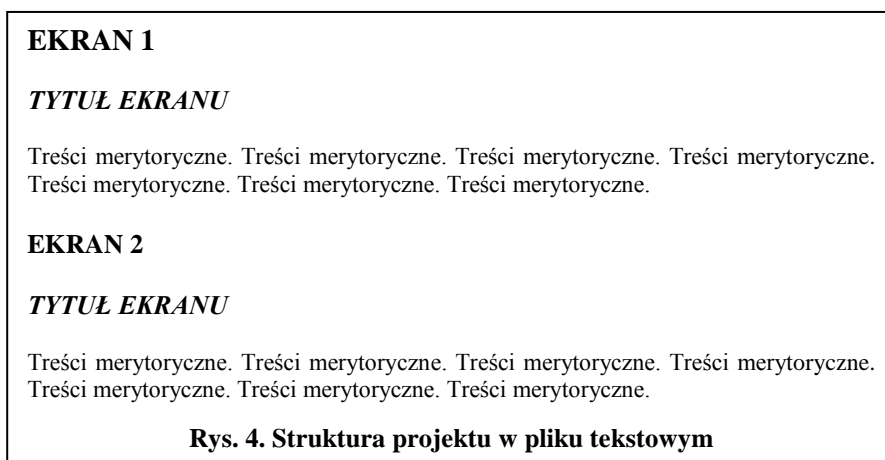 EKRAN 1
TYTUŁ EKRANU
Treści merytoryczne. Treści merytoryczne. Treści merytoryczne. Treści merytoryczne.
Treści merytoryczne. Treści merytoryczne. Treści merytoryczne.
EKRAN 2
TYTUŁ EKRANU
Treści merytoryczne. Treści merytoryczne. Treści merytoryczne. Treści merytoryczne.
Treści merytoryczne. Treści merytoryczne. Treści merytoryczne.
Rys. 4. Struktura projektu w pliku tekstowym